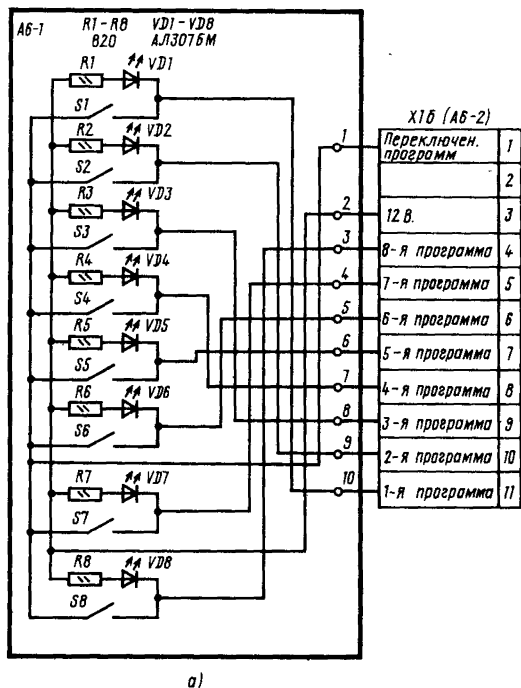 А6-1 R1-R8 VD1-VD8
820 АЛ307БМ
R1 VD1
S1
R2 VD2
S2
R3 VD3
S3
R4 VD4
S4
R5 VD5
S5
R6 VD6
S6
R7 VD7
S7
R8 VD8
S8
1
2
3
4
5
6
7
8
9
10
X1б (А6-2)
Переключен. программ 1
2
12 В. 3
8-я программа 4
7-я программа 5
6-я программа 6
5-я программа 7
4-я программа 8
3-я программа 9
2-я программа 10
1-я программа 11
а)